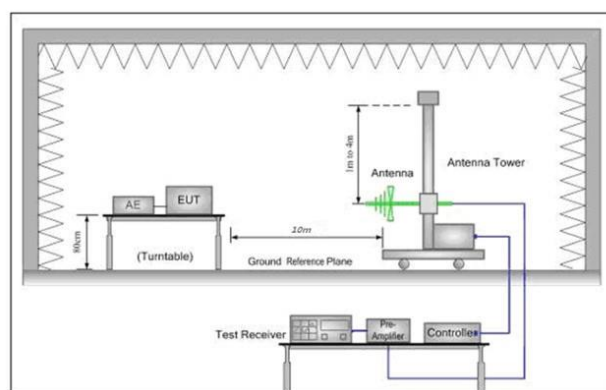 1m to 4m
Antenna
Antenna Tower
AE
EUT
80cm
(Turntable)
10m
Ground Reference Plane
Test Receiver
Pre-
Amplifier
Controller